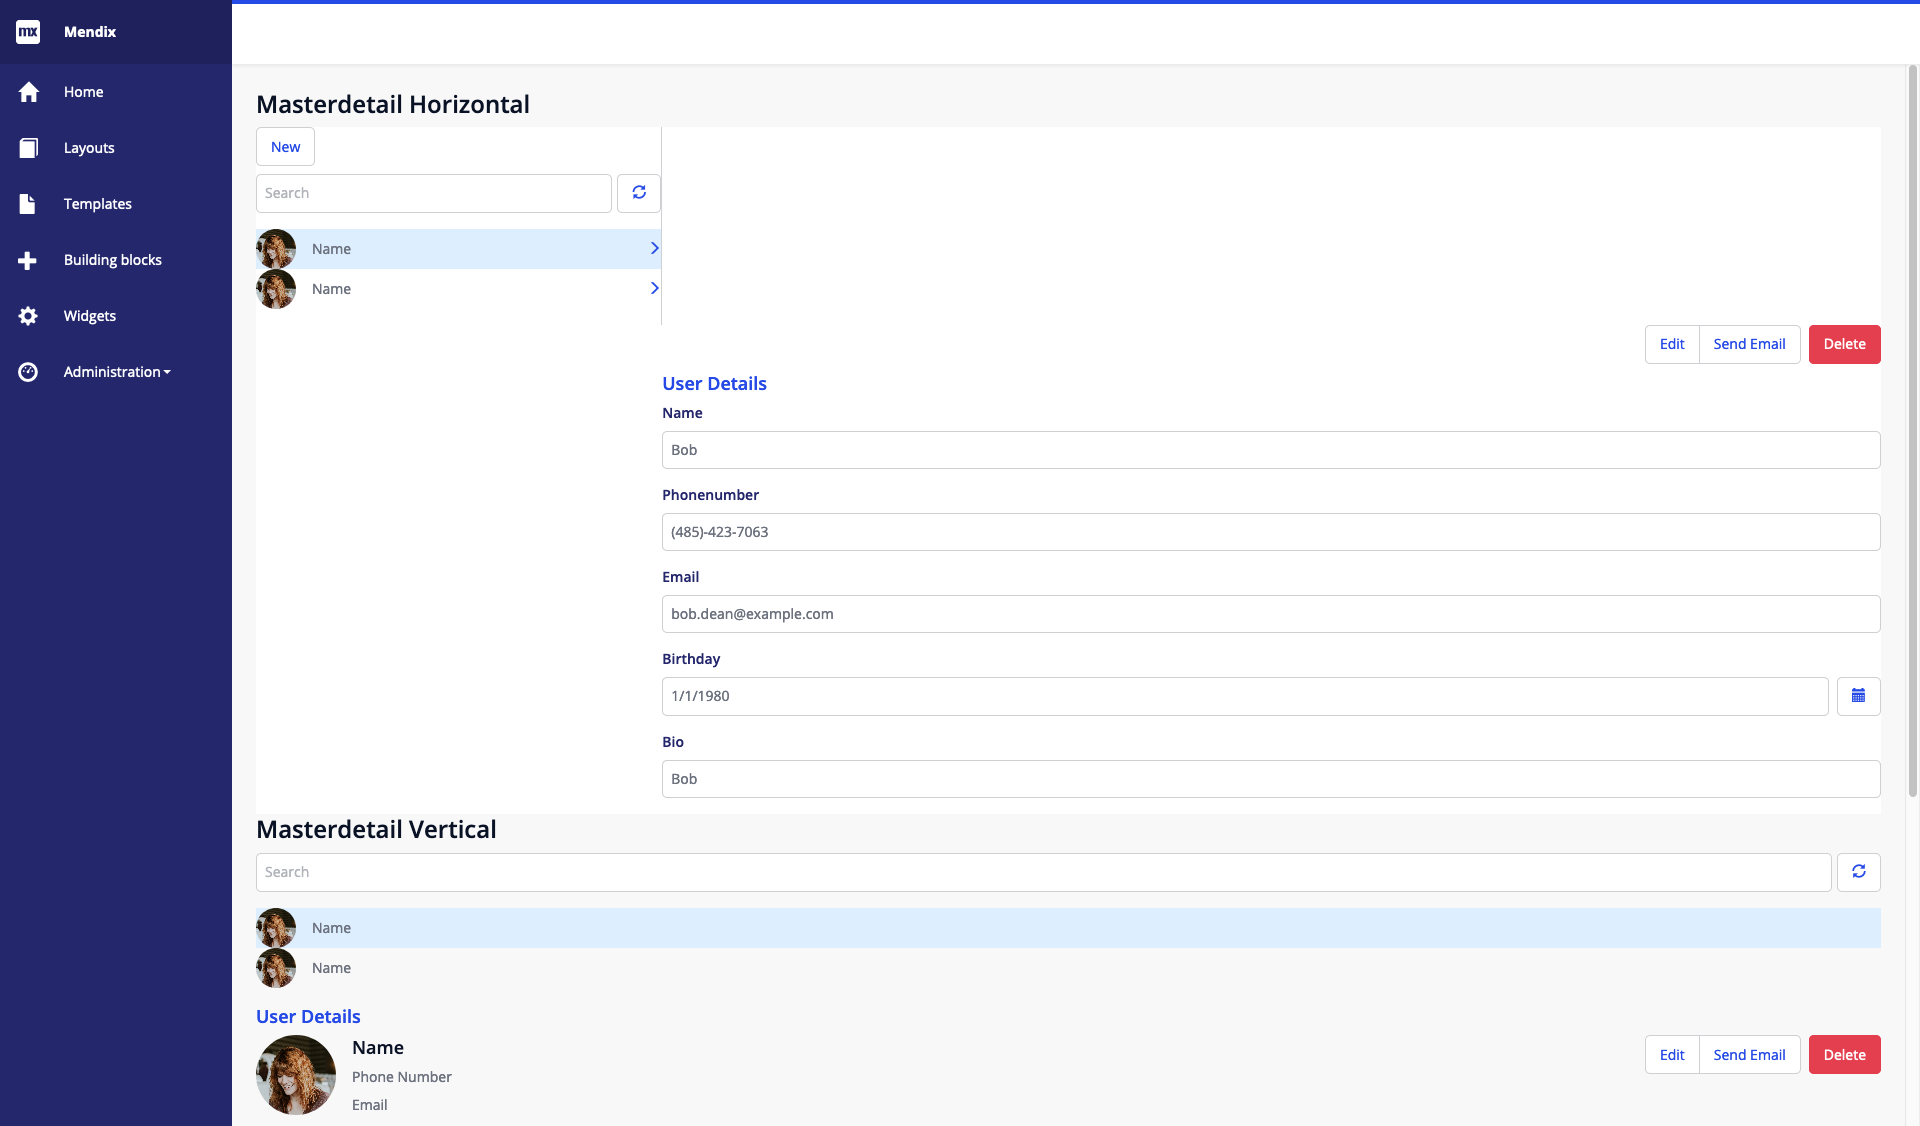 mx Mendix
Home
Layouts
Templates
Building blocks
Widgets
Administration
Masterdetail Horizontal
New
Search
Name
Name
Edit Send Email Delete
User Details
Name
Bob
Phonenumber
(485)-423-7063
Email
bob.dean@example.com
Birthday
1/1/1980
Bio
Bob
Masterdetail Vertical
Search
Name
Name
User Details
Name
Phone Number
Email
Edit Send Email Delete